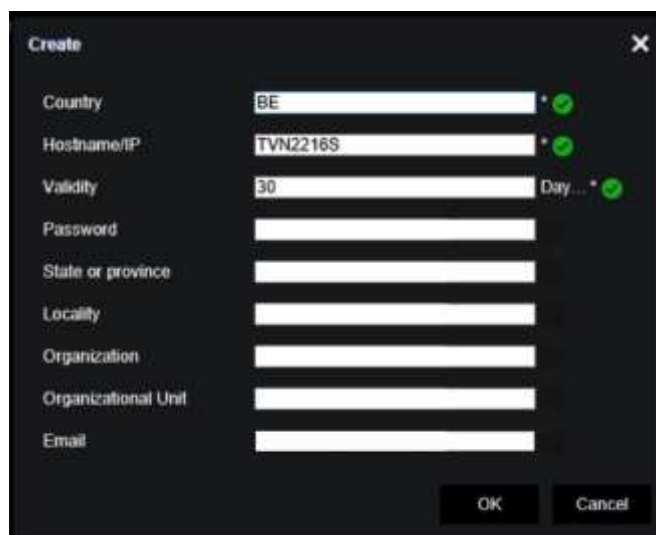 Create
Country BE *
Hostname/IP TVN2216S *
Validity 30 Day... *
Password
State or province
Locality
Organization
Organizational Unit
Email
OK Cancel